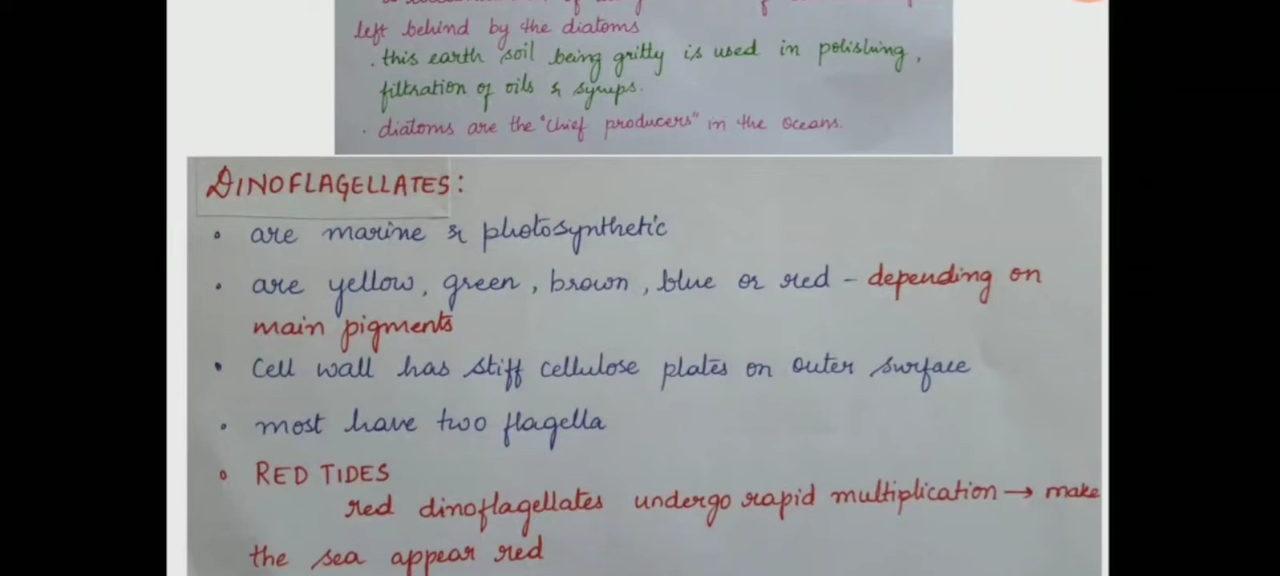 left behind by the diatoms
. this earth soil being gritty is used in polishing,
filtration of oils & syrups.
. diatoms are the "chief producers" in the oceans.
DINOFLAGELLATES:
• are marine & photosynthetic
• are yellow, green, brown, blue or red – depending on
main pigments
• cell wall has stiff cellulose plates on outer surface
• most have two flagella
• RED TIDES
red dinoflagellates undergo rapid multiplication → make
the sea appear red